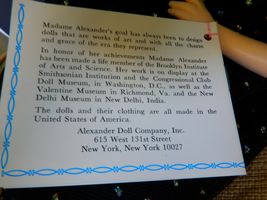 Madame Alexander's goal has always been to design
dolls that are works of art and with all the charm
and grace of the era they represent.
In honor of her achievements Madame Alexander
has been made a life member of the Brooklyn Institute
of Arts and Science. Her work is on display at the
Smithsonian Institution and the Congressional Club
Doll Museum, in Washington, D.C., as well as the
Valentine Museum in Richmond, Va. and the New
Delhi Museum in New Delhi, India.
The dolls and their clothing are all made in the
United States of America.
Alexander Doll Company, Inc.
615 West 131st Street
New York, New York 10027